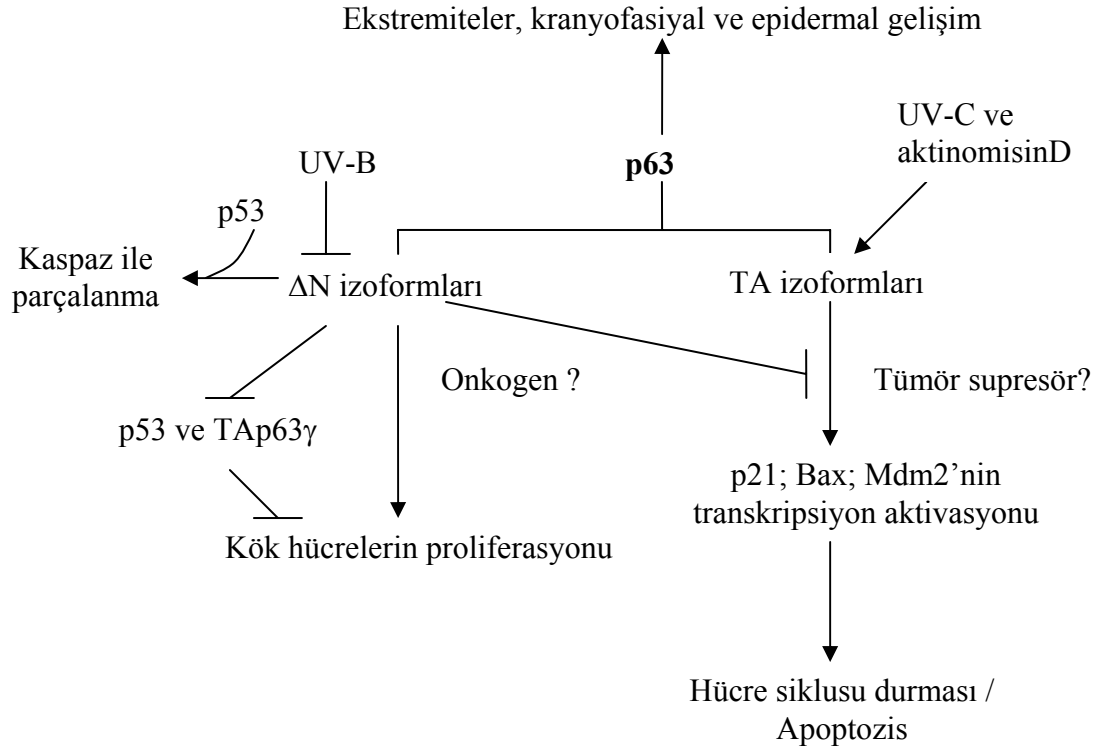 Ekstremiteler, kranyofasiyal ve epidermal gelişim
UV-C ve
aktinomisinD
UV-B
p63
p53
Kaspaz ile
parçalanma
ΔN izoformları
TA izoformları
Onkogen ?
Tümör supresör?
p53 ve TAp63γ
p21; Bax; Mdm2’nin
transkripsiyon aktivasyonu
Kök hücrelerin proliferasyonu
Hücre siklusu durması /
Apoptozis